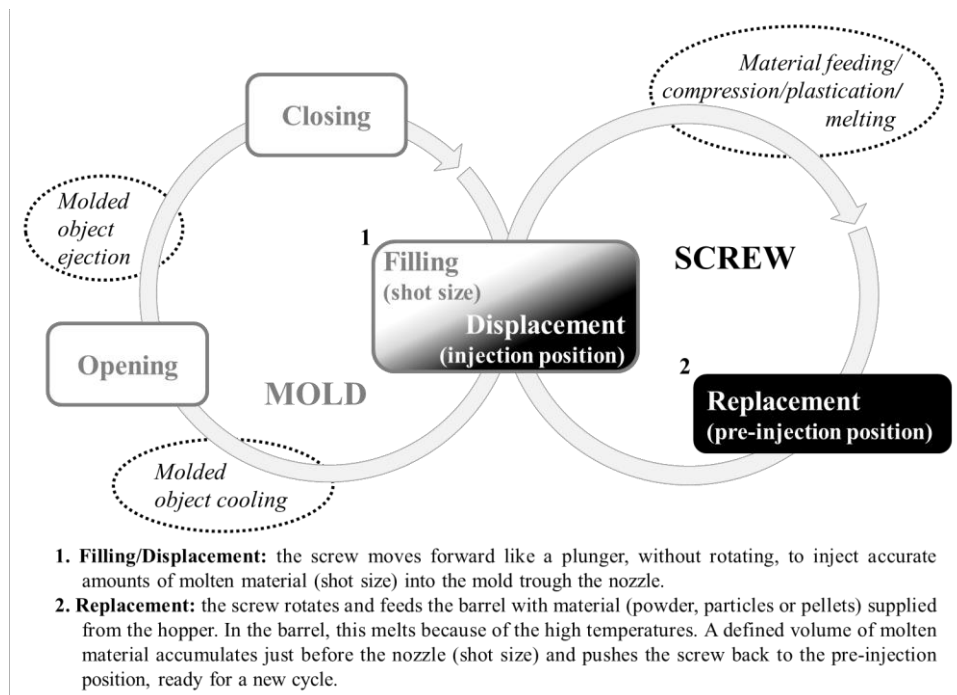 Closing
Material feeding/
compression/plastication/
melting
Molded
object
ejection
1
Filling
(shot size)
Displacement
(injection position)
SCREW
Opening
MOLD
2
Replacement
(pre-injection position)
Molded
object cooling
1. Filling/Displacement: the screw moves forward like a plunger, without rotating, to inject accurate
amounts of molten material (shot size) into the mold trough the nozzle.
2. Replacement: the screw rotates and feeds the barrel with material (powder, particles or pellets) supplied
from the hopper. In the barrel, this melts because of the high temperatures. A defined volume of molten
material accumulates just before the nozzle (shot size) and pushes the screw back to the pre-injection
position, ready for a new cycle.